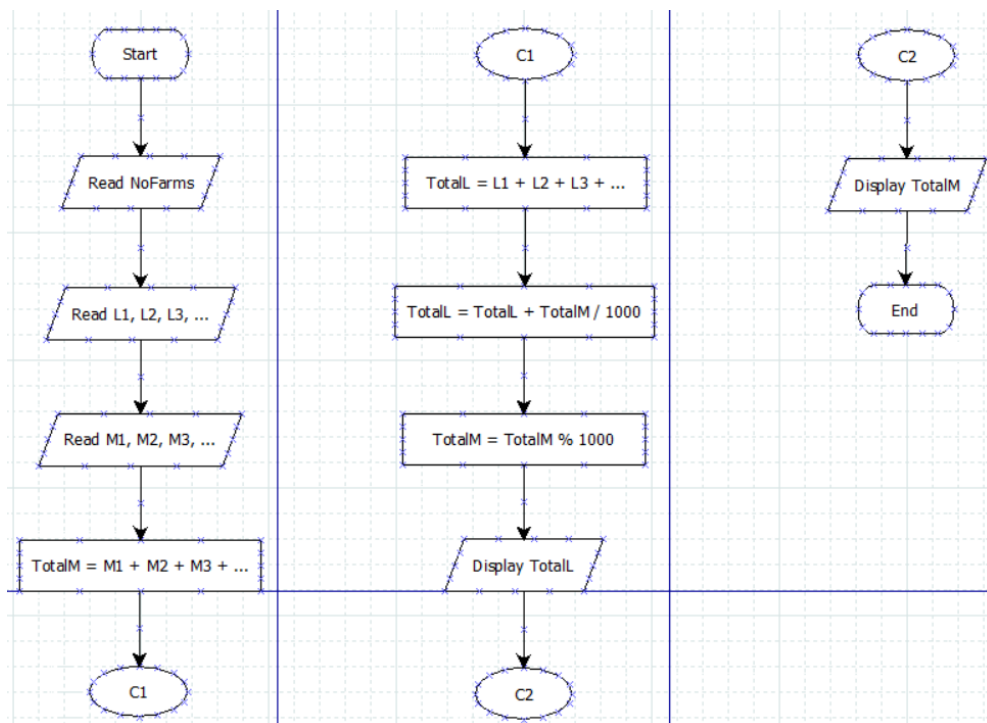 Start
Read NoFarms
Read L1, L2, L3, ...
Read M1, M2, M3, ...
TotalM = M1 + M2 + M3 + ...
C1
C1
TotalL = L1 + L2 + L3 + ...
TotalL = TotalL + TotalM / 1000
TotalM = TotalM % 1000
Display TotalL
C2
C2
Display TotalM
End